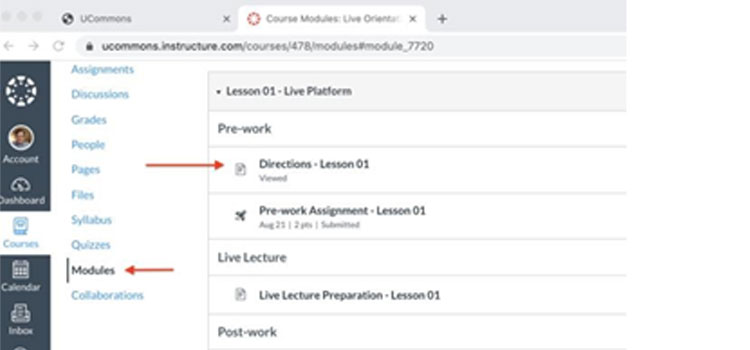 UCommons
Course Modules: Live Orienta
ucommons.instructure.com/courses/478/modules#module_7720
Account
Dashboard
Courses
Calendar
Inbox
Assignments
Discussions
Grades
People
Pages
Files
Syllabus
Quizzes
Modules
Collaborations
Lesson 01 - Live Platform
Pre-work
Directions - Lesson 01
Viewed
Pre-work Assignment - Lesson 01
Aug 21 | 2 pts | Submitted
Live Lecture
Live Lecture Preparation - Lesson 01
Post-work